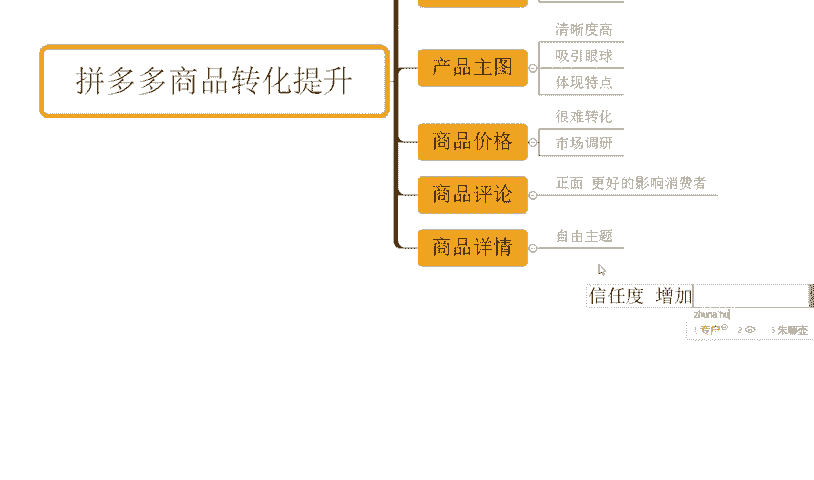 拼多多商品转化提升
产品主图
清晰度高
吸引眼球
体现特点
商品价格
很难转化
市场调研
商品评论
正面 更好的影响消费者
商品详情
自由主题
信任度 增加
zhuna'hu
1 专户 2 3 朱哪壶